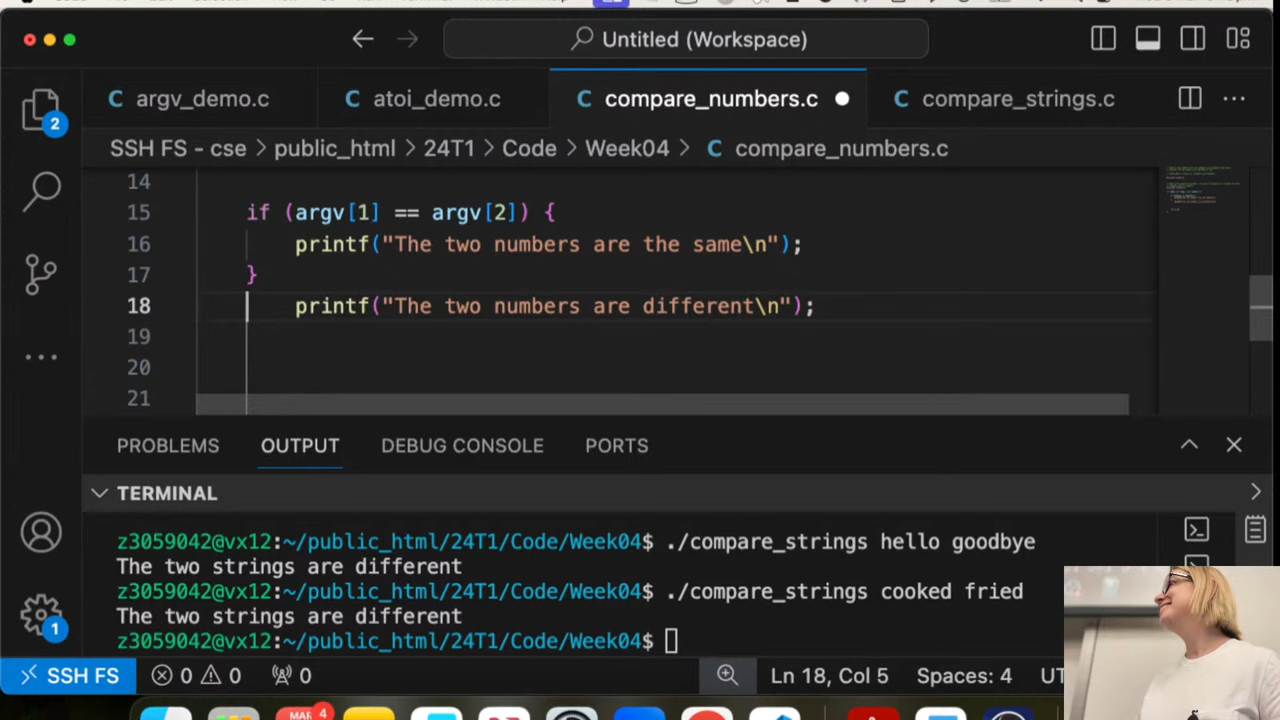 Untitled (Workspace)
argv_demo.c
atoi_demo.c
compare_numbers.c
compare_strings.c
2
SSH FS - cse > public_html > 24T1 > Code > Week04 > C compare_numbers.c
14
15 if (argv[1] == argv[2]) {
16 printf("The two numbers are the same\n");
17 }
18 printf("The two numbers are different\n");
19
20
21
PROBLEMS OUTPUT DEBUG CONSOLE PORTS
TERMINAL
z3059042@vx12:~/public_html/24T1/Code/Week04$ ./compare_strings hello goodbye
The two strings are different
z3059042@vx12:~/public_html/24T1/Code/Week04$ ./compare_strings cooked fried
The two strings are different
z3059042@vx12:~/public_html/24T1/Code/Week04$
1
SSH FS 0 0 0 Ln 18, Col 5 Spaces: 4
MAR 4